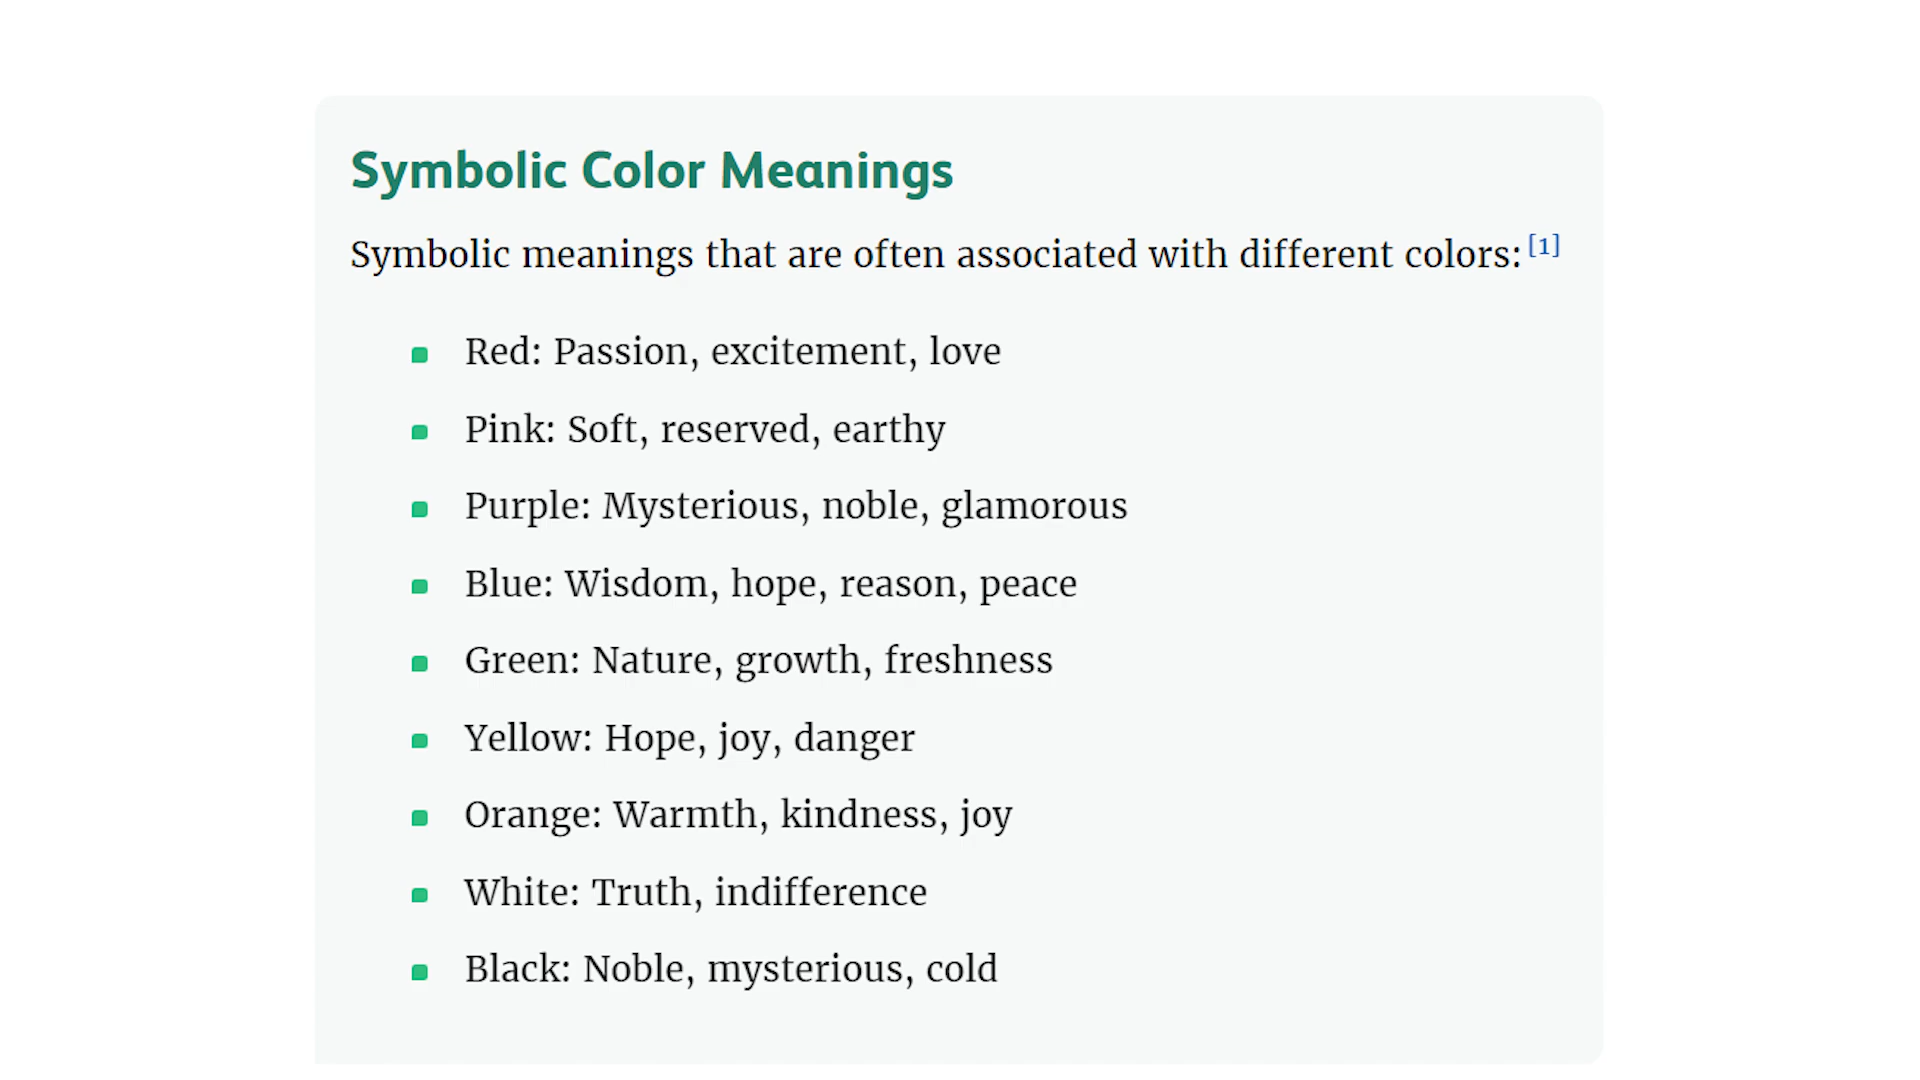 Symbolic Color Meanings
Symbolic meanings that are often associated with different colors:[1]
Red: Passion, excitement, love
Pink: Soft, reserved, earthy
Purple: Mysterious, noble, glamorous
Blue: Wisdom, hope, reason, peace
Green: Nature, growth, freshness
Yellow: Hope, joy, danger
Orange: Warmth, kindness, joy
White: Truth, indifference
Black: Noble, mysterious, cold